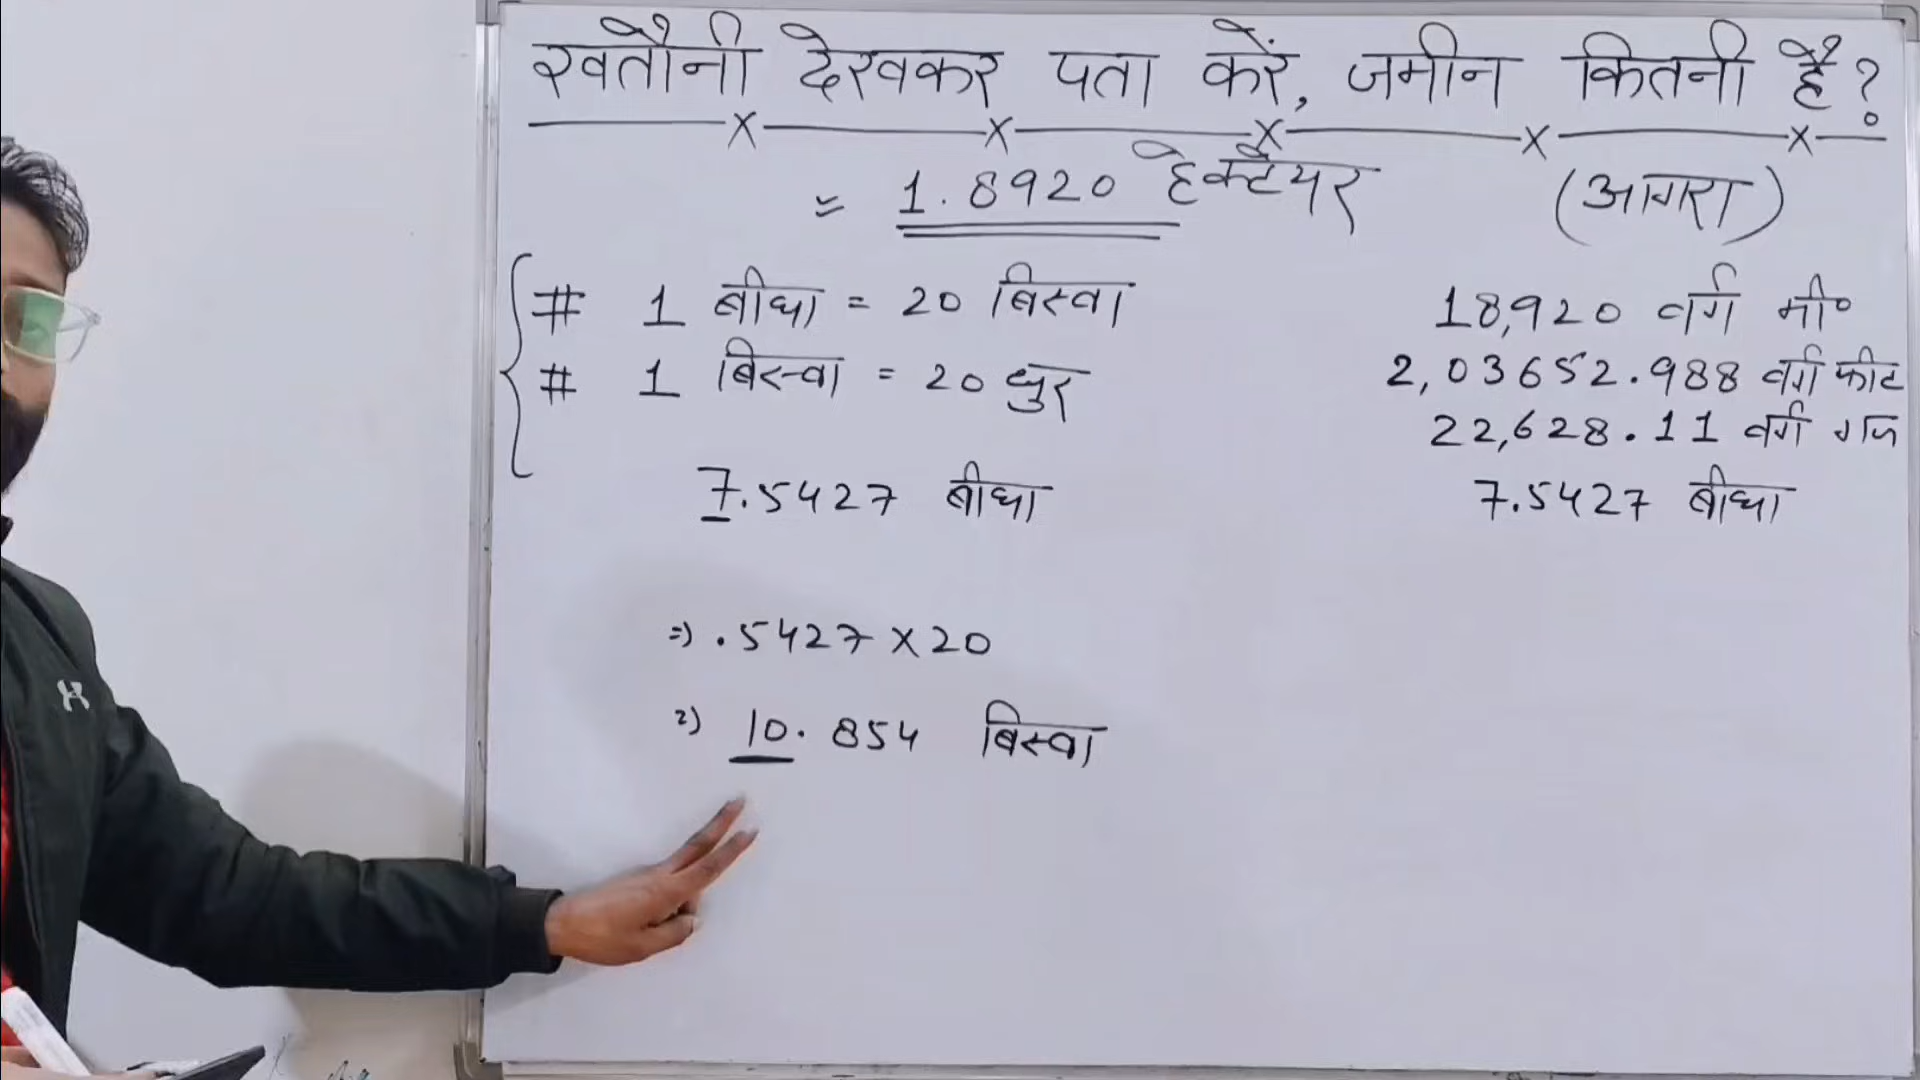 खतौनी देखकर पता करें, जमीन कितनी है?
= 1.8920 हेक्टेयर (आगरा)
# 1 बीघा = 20 बिस्वा
# 1 बिस्वा = 20 धुर
7.5427 बीघा
⇒ .5427 × 20
⇒ 10.854 बिस्वा
18,920 वर्ग मी०
2,03652.988 वर्ग फीट
22,628.11 वर्ग गज
7.5427 बीघा